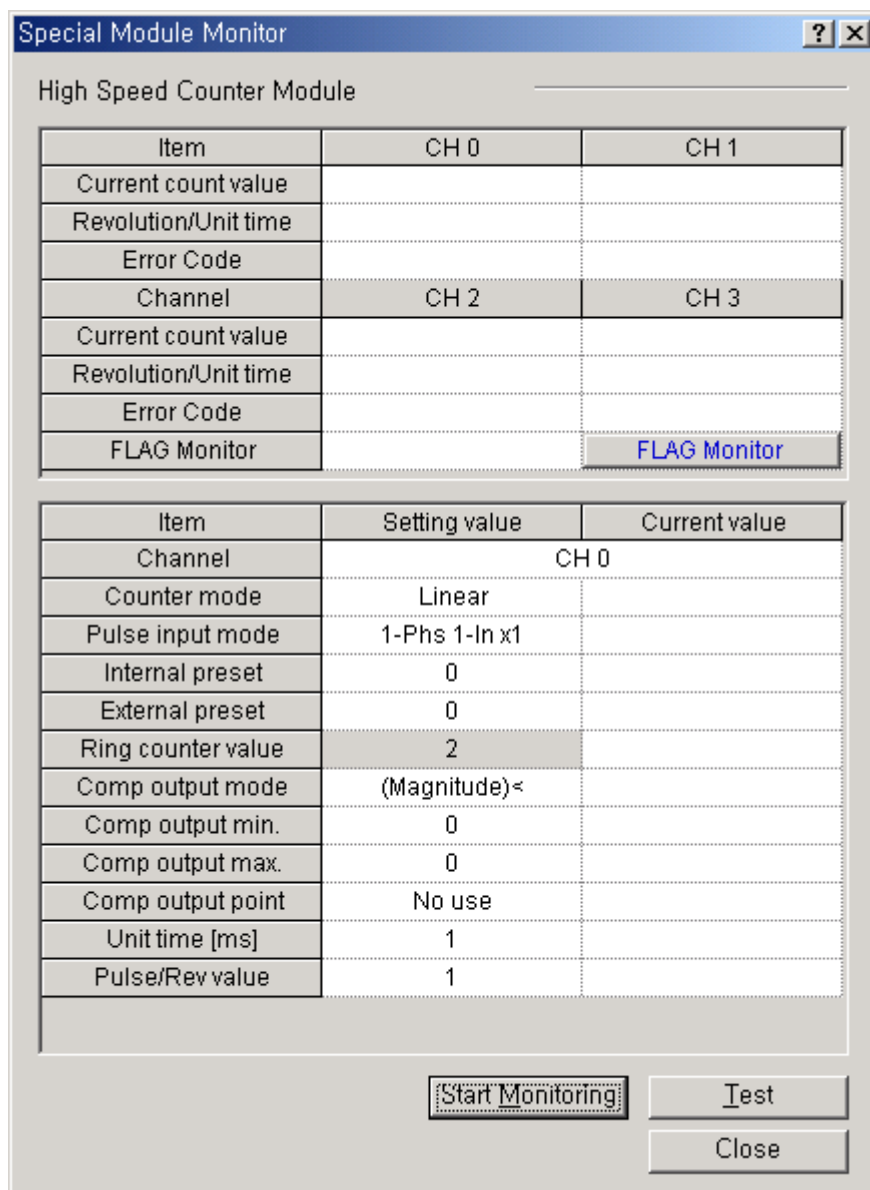 Special Module Monitor
High Speed Counter Module
Item CH 0 CH 1
Current count value
Revolution/Unit time
Error Code
Channel CH 2 CH 3
Current count value
Revolution/Unit time
Error Code
FLAG Monitor FLAG Monitor
Item Setting value Current value
Channel CH 0
Counter mode Linear
Pulse input mode 1-Phs 1-In x1
Internal preset 0
External preset 0
Ring counter value 2
Comp output mode (Magnitude)<
Comp output min. 0
Comp output max. 0
Comp output point No use
Unit time [ms] 1
Pulse/Rev value 1
Start Monitoring Test
Close